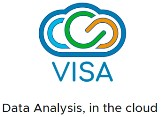 VISA
Data Analysis, in the cloud